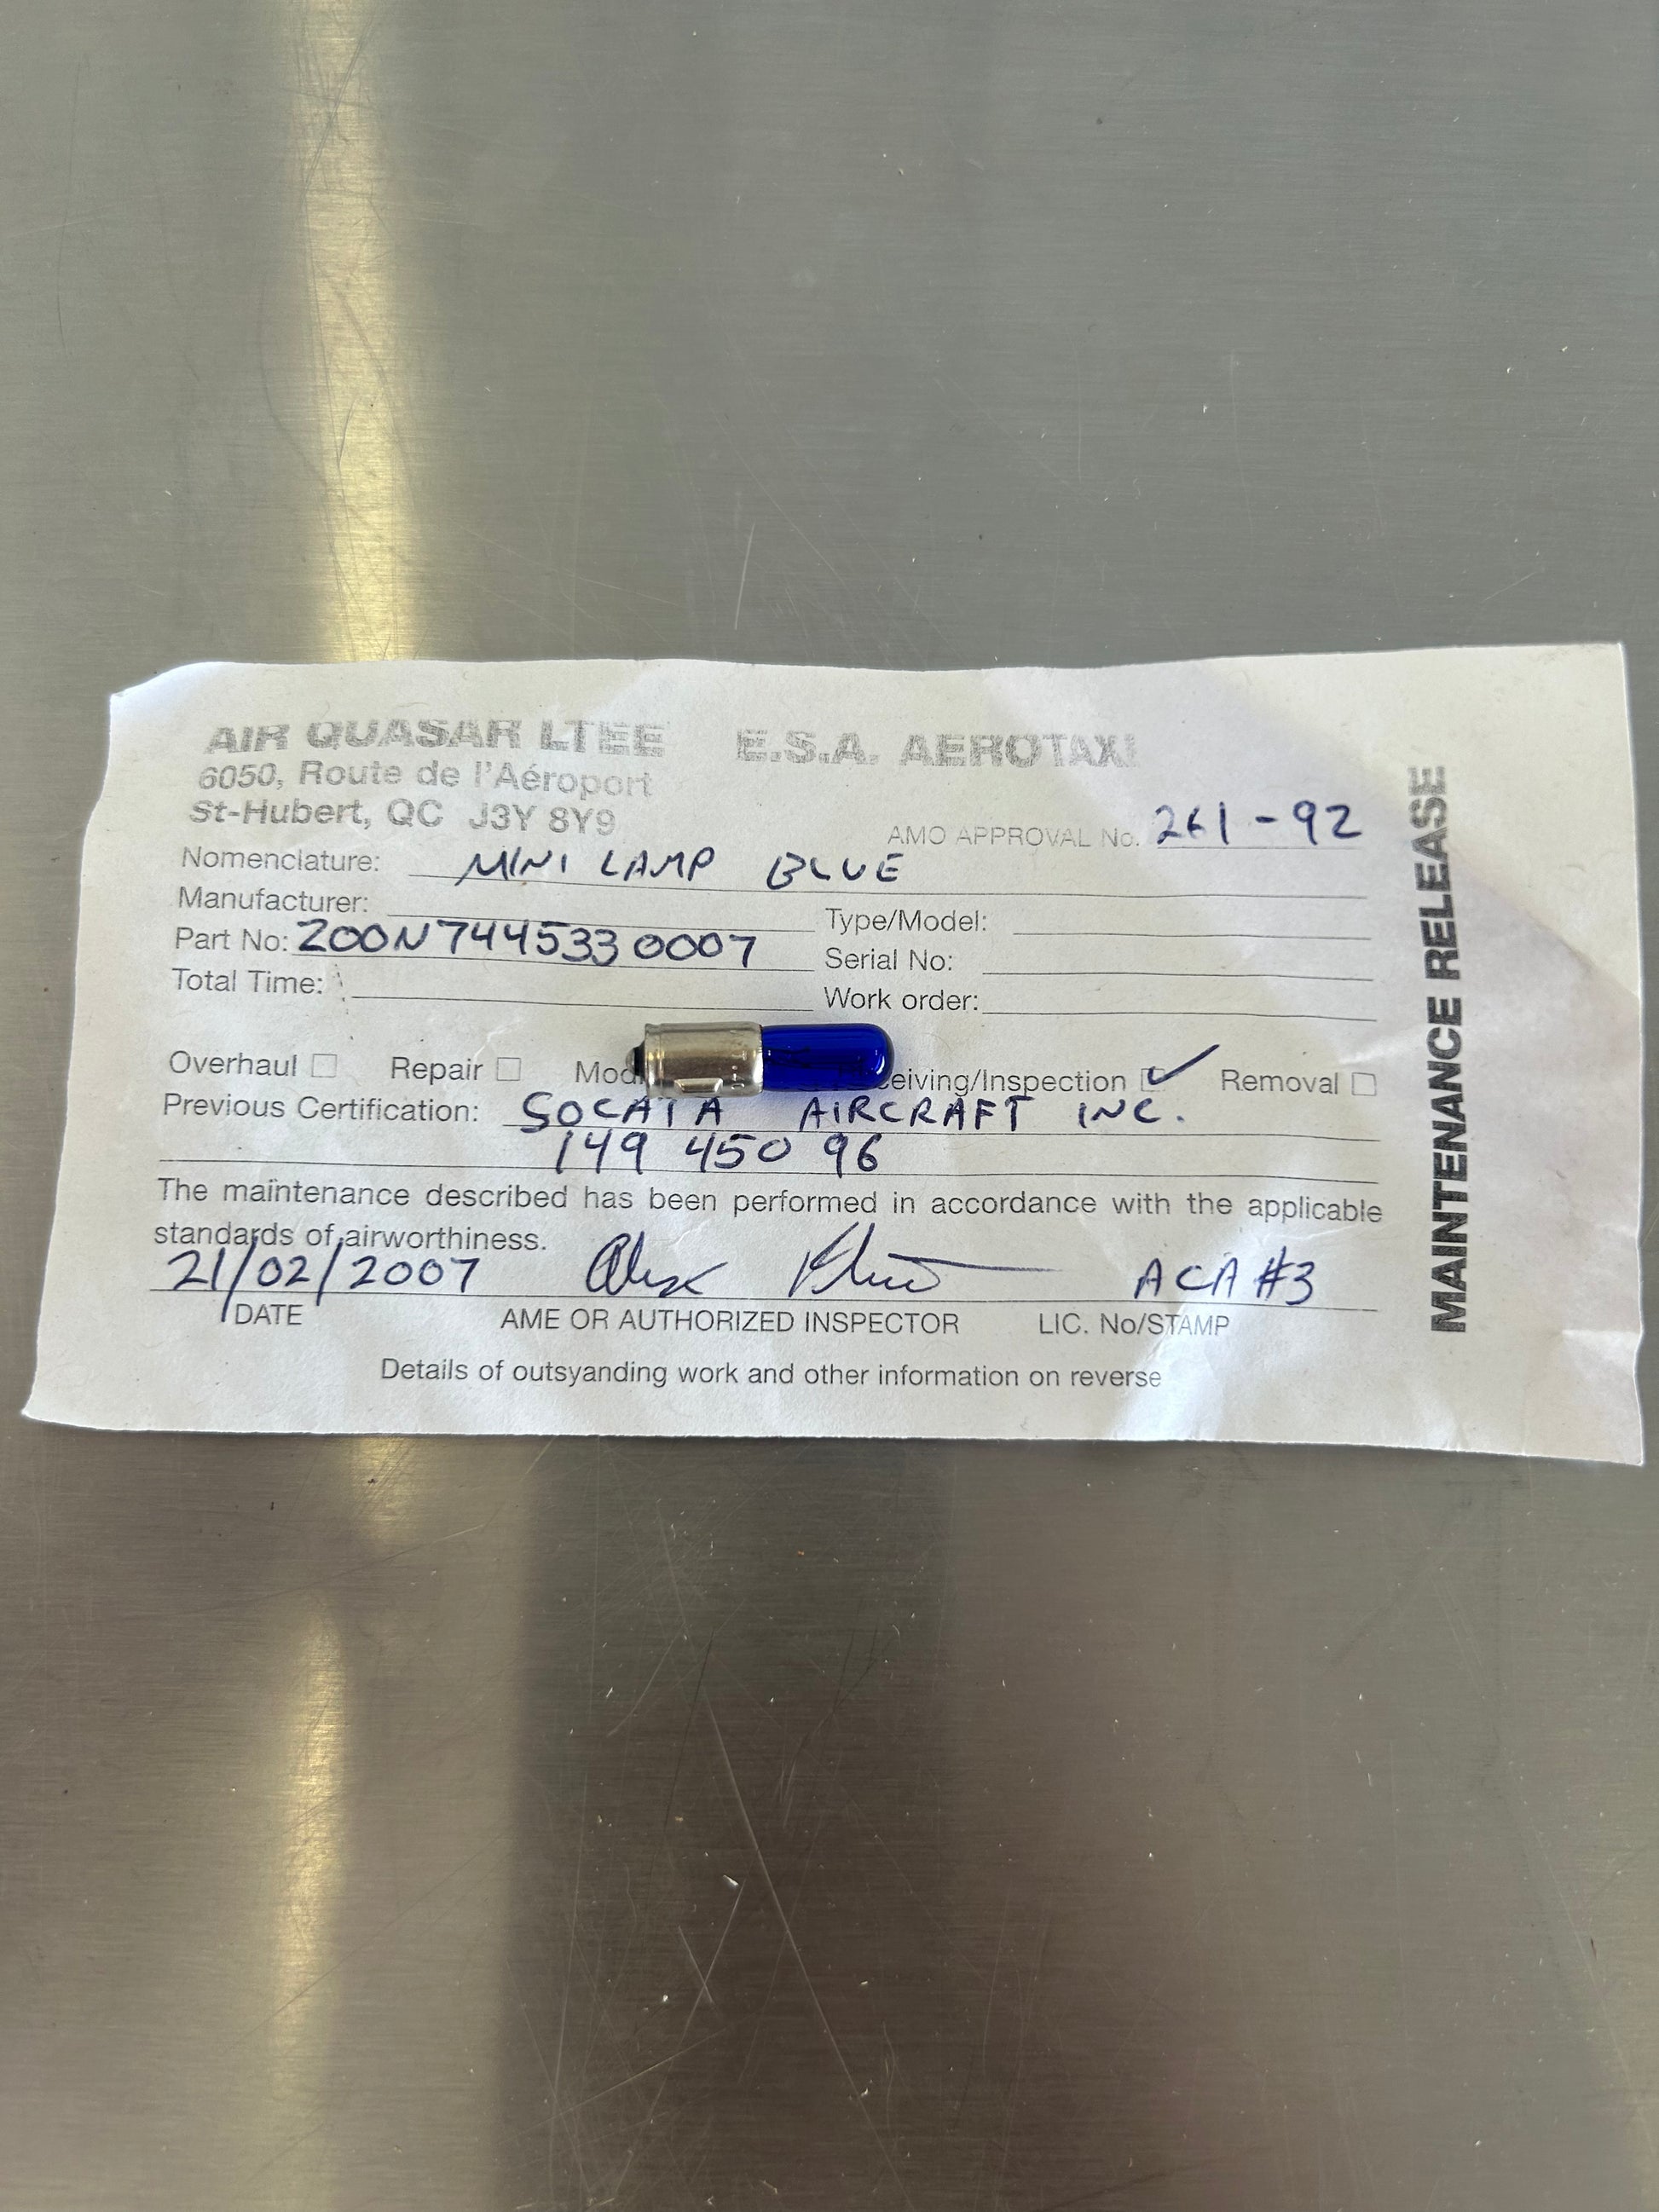 AIR QUASAR LTEE E.S.A. AEROTAXI
6050, Route de l'Aéroport
St-Hubert, QC J3Y 8Y9
AMO APPROVAL No. 261-92
Nomenclature: MINI LAMP BLUE
Manufacturer: Type/Model:
Part No: Z00N7445330007 Serial No:
Total Time: Work order:
Overhaul Repair Receiving/Inspection ✓ Removal
Previous Certification: SOCATA AIRCRAFT INC.
149 450 96
The maintenance described has been performed in accordance with the applicable
standards of airworthiness.
21/02/2007 Alex ACA #3
DATE AME OR AUTHORIZED INSPECTOR LIC. No/STAMP
Details of outsyanding work and other information on reverse
MAINTENANCE RELEASE